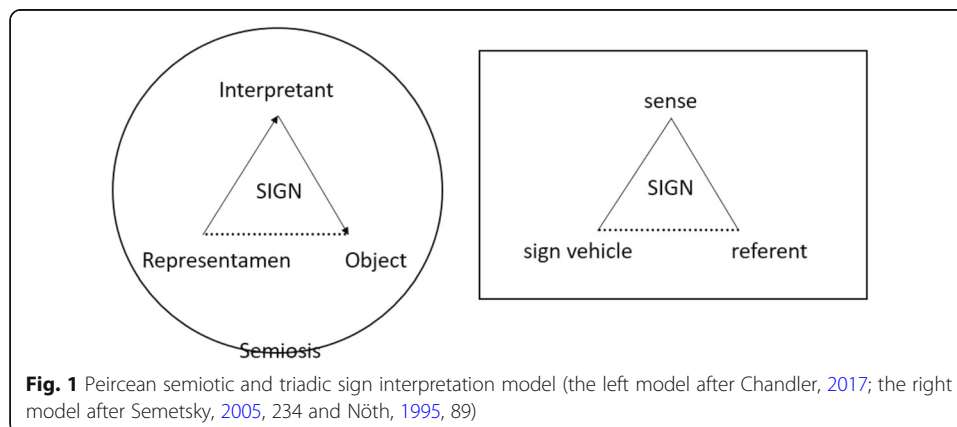 Interpretant
SIGN
Representamen Object
Semiosis
sense
SIGN
sign vehicle referent
Fig. 1 Peircean semiotic and triadic sign interpretation model (the left model after Chandler, 2017; the right
model after Semetsky, 2005, 234 and Nöth, 1995, 89)